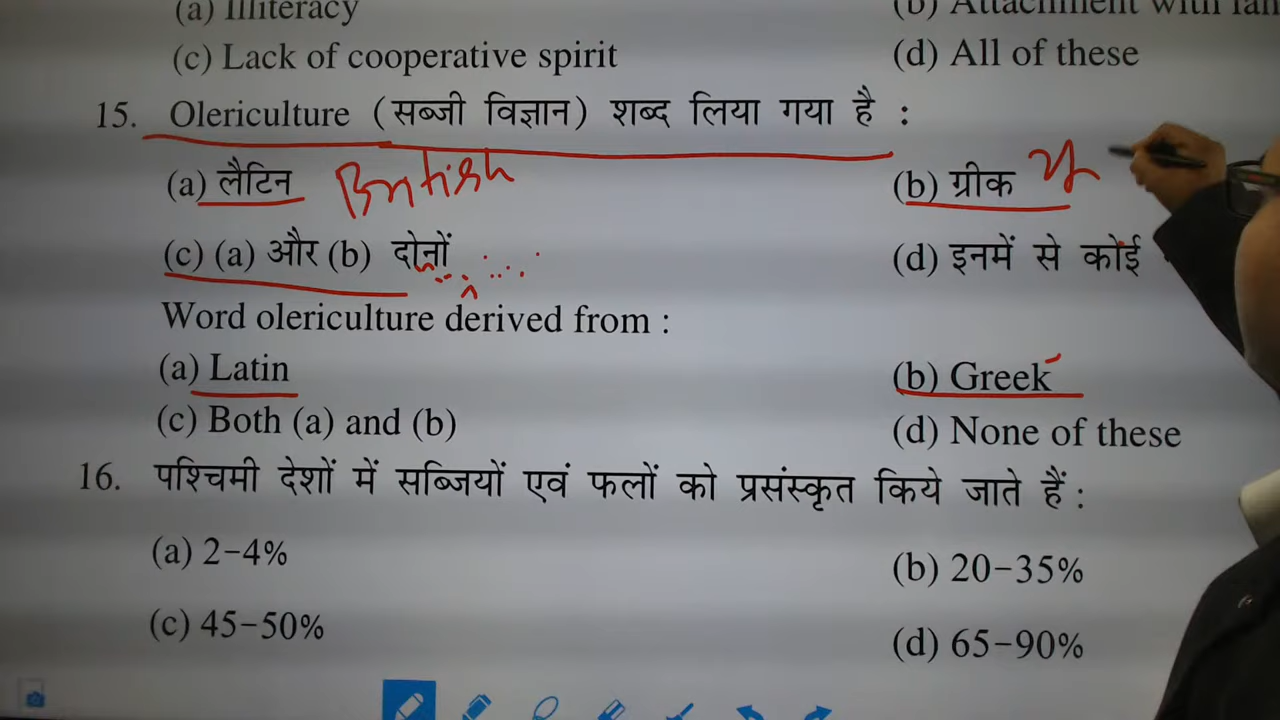 (a) Illiteracy (b) Attachment with
(c) Lack of cooperative spirit (d) All of these
15. Olericulture (सब्जी विज्ञान) शब्द लिया गया है :
(a) लैटिन British (b) ग्रीक
(c) (a) और (b) दोनों (d) इनमें से कोई
Word olericulture derived from :
(a) Latin (b) Greek
(c) Both (a) and (b) (d) None of these
16. पश्चिमी देशों में सब्जियों एवं फलों को प्रसंस्कृत किये जाते हैं :
(a) 2-4% (b) 20-35%
(c) 45-50% (d) 65-90%